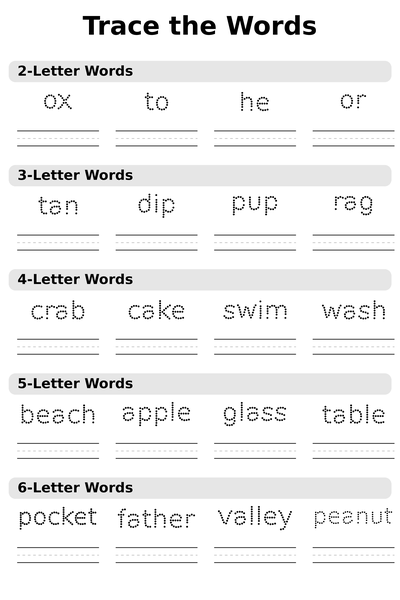 Trace the Words
2-Letter Words
ox to he or
3-Letter Words
tan dip pup rag
4-Letter Words
crab cake swim wash
5-Letter Words
beach apple glass table
6-Letter Words
pocket father valley peanut